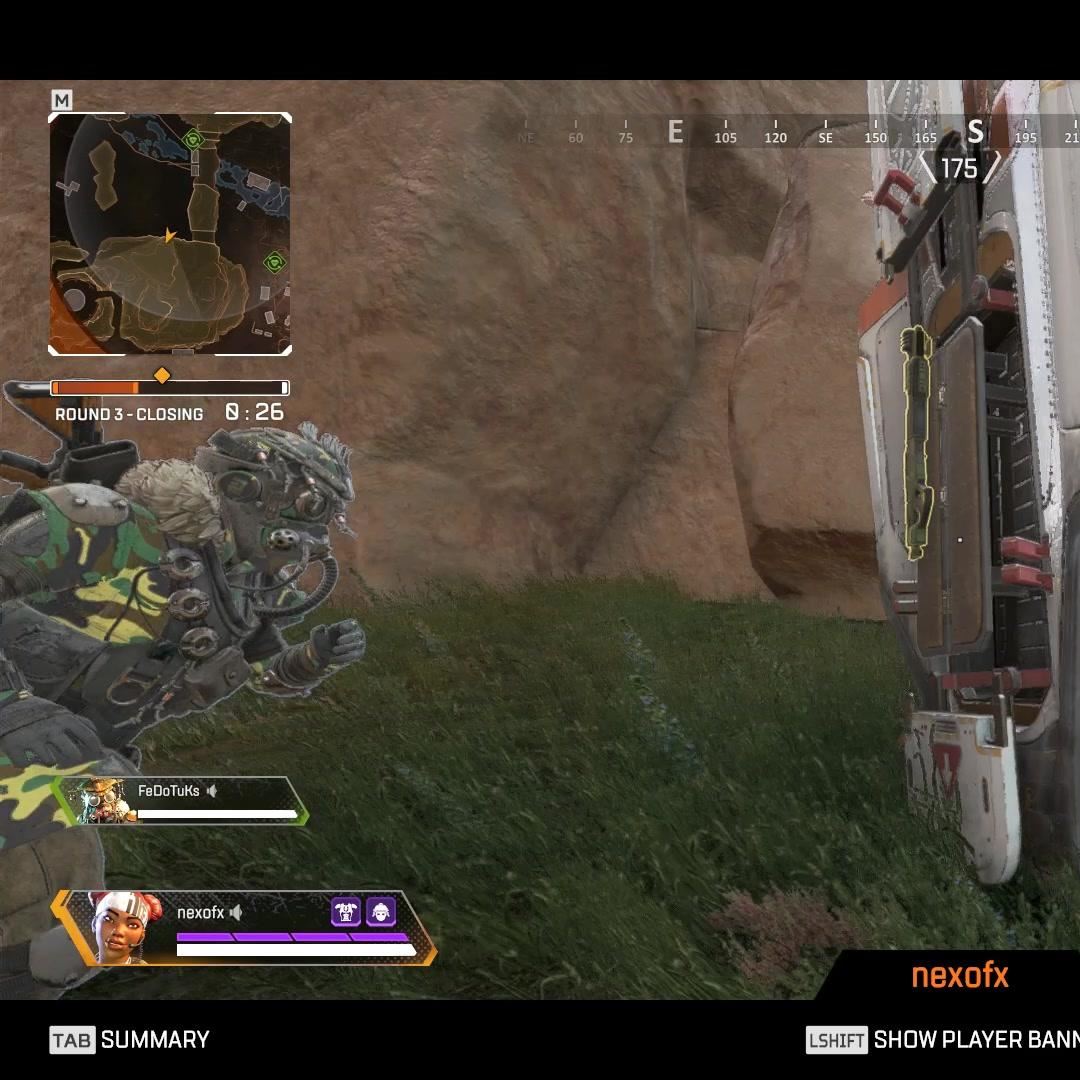 M
NE 60 75 E 105 120 SE 150 165 S 195 21
175
ROUND 3 - CLOSING 0:26
FeDoTuKs
nexofx
nexofx
TAB SUMMARY
LSHIFT SHOW PLAYER BANN